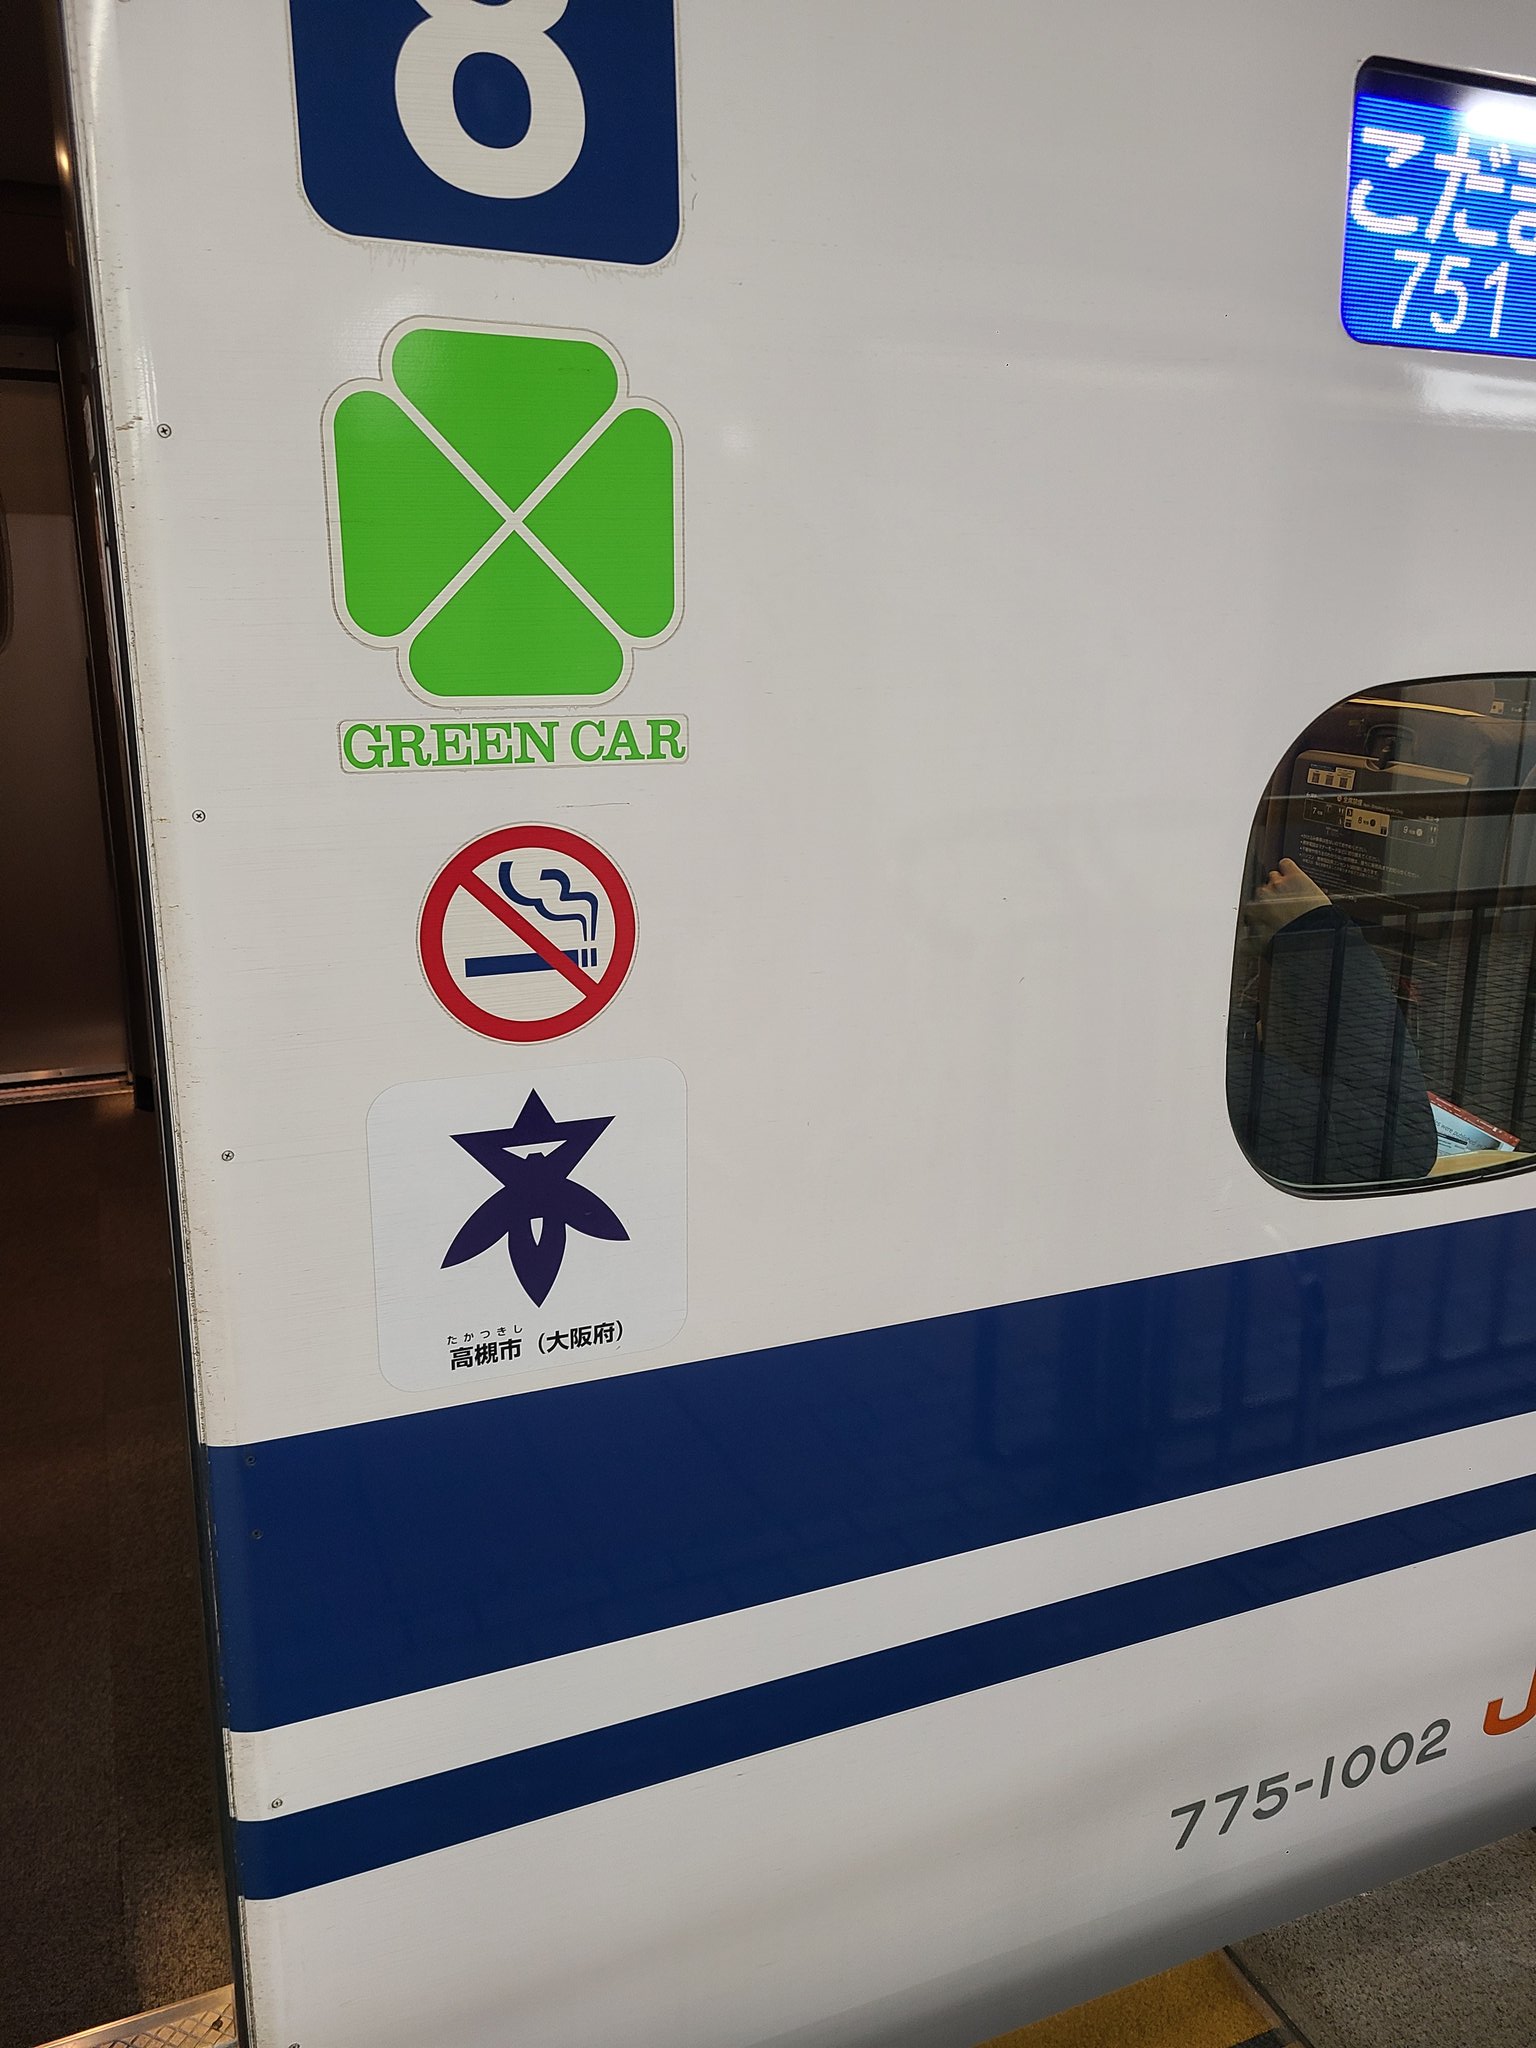 8
こだま
751
GREEN CAR
たかつきし
高槻市（大阪府）
775-1002
J